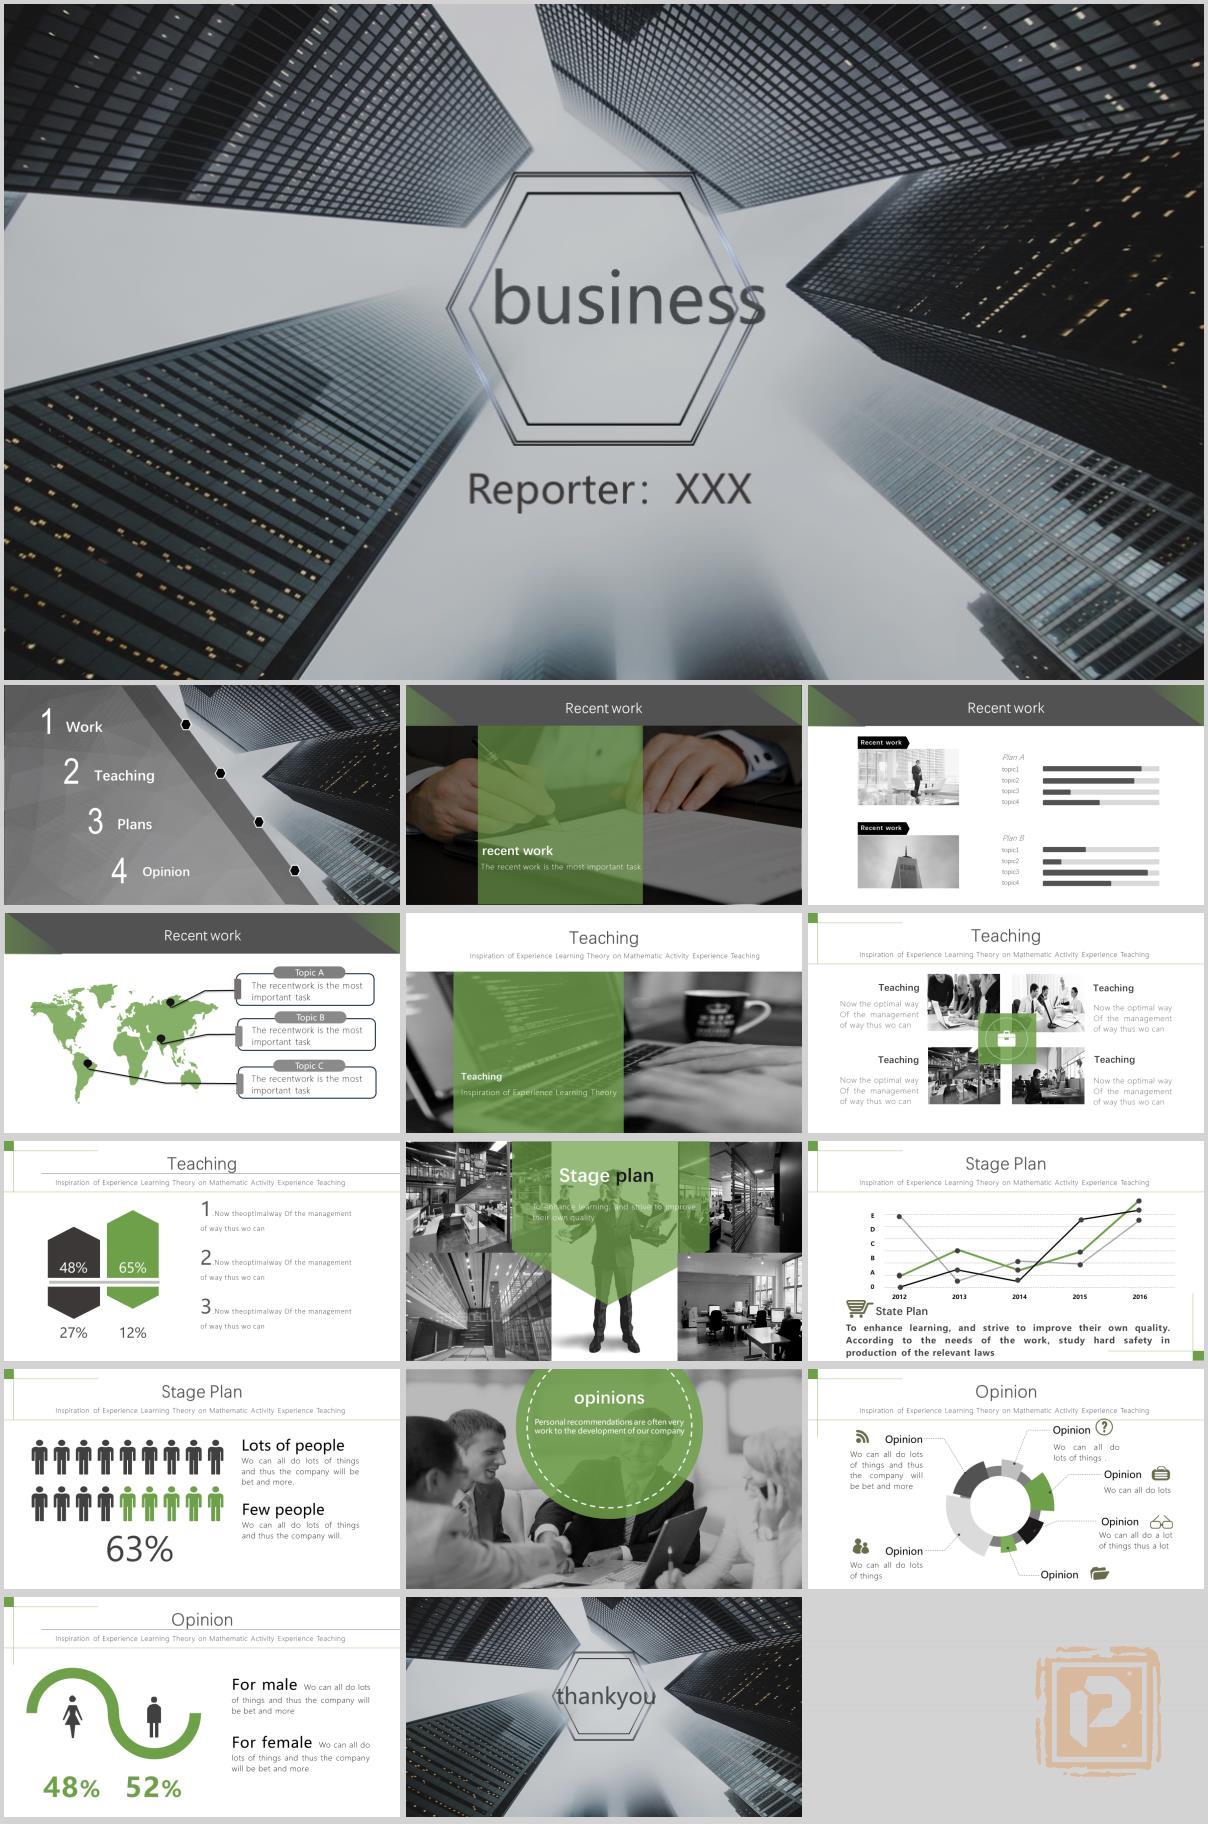 business
Reporter： XXX
1 Work
2 Teaching
3 Plans
4 Opinion
Recent work
recent work
The recent work is the most important task
Recent work
Recent work
Plan A
topic1
topic2
topic3
topic4
Recent work
Plan B
topic1
topic2
topic3
topic4
Recent work
Topic A
The recentwork is the most
important task
Topic B
The recentwork is the most
important task
Topic C
The recentwork is the most
important task
Teaching
Inspiration of Experience Learning Theory on Mathematic Activity Experience Teaching
Teaching
Inspiration of Experience Learning Theory
Teaching
Inspiration of Experience Learning Theory on Mathematic Activity Experience Teaching
Teaching
Now the optimal way
Of the management
of way thus wo can
Teaching
Now the optimal way
Of the management
of way thus wo can
Teaching
Now the optimal way
Of the management
of way thus wo can
Teaching
Now the optimal way
Of the management
of way thus wo can
Teaching
Inspiration of Experience Learning Theory on Mathematic Activity Experience Teaching
48% 65%
27% 12%
1.Now theoptimalway Of the management
of way thus wo can
2.Now theoptimalway Of the management
of way thus wo can
3.Now theoptimalway Of the management
of way thus wo can
Stage plan
To enhance learning, and strive to improve
their own quality
Stage Plan
Inspiration of Experience Learning Theory on Mathematic Activity Experience Teaching
E
D
C
B
A
0
2012 2013 2014 2015 2016
State Plan
To enhance learning, and strive to improve their own quality.
According to the needs of the work, study hard safety in
production of the relevant laws
Stage Plan
Inspiration of Experience Learning Theory on Mathematic Activity Experience Teaching
Lots of people
Wo can all do lots of things
and thus the company will be
bet and more.
Few people
Wo can all do lots of things
and thus the company will.
63%
opinions
Personal recommendations are often very
work to the development of our company
Opinion
Inspiration of Experience Learning Theory on Mathematic Activity Experience Teaching
Opinion
Wo can all do lots
of things and thus
the company will
be bet and more
Opinion
Wo can all do lots
of things
Opinion
Wo can all do
lots of things .
Opinion
Wo can all do lots
Opinion
Wo can all do a lot
of things thus a lot
Opinion
Opinion
Inspiration of Experience Learning Theory on Mathematic Activity Experience Teaching
48% 52%
For male Wo can all do lots
of things and thus the company will
be bet and more
For female Wo can all do
lots of things and thus the company
will be bet and more
thankyou